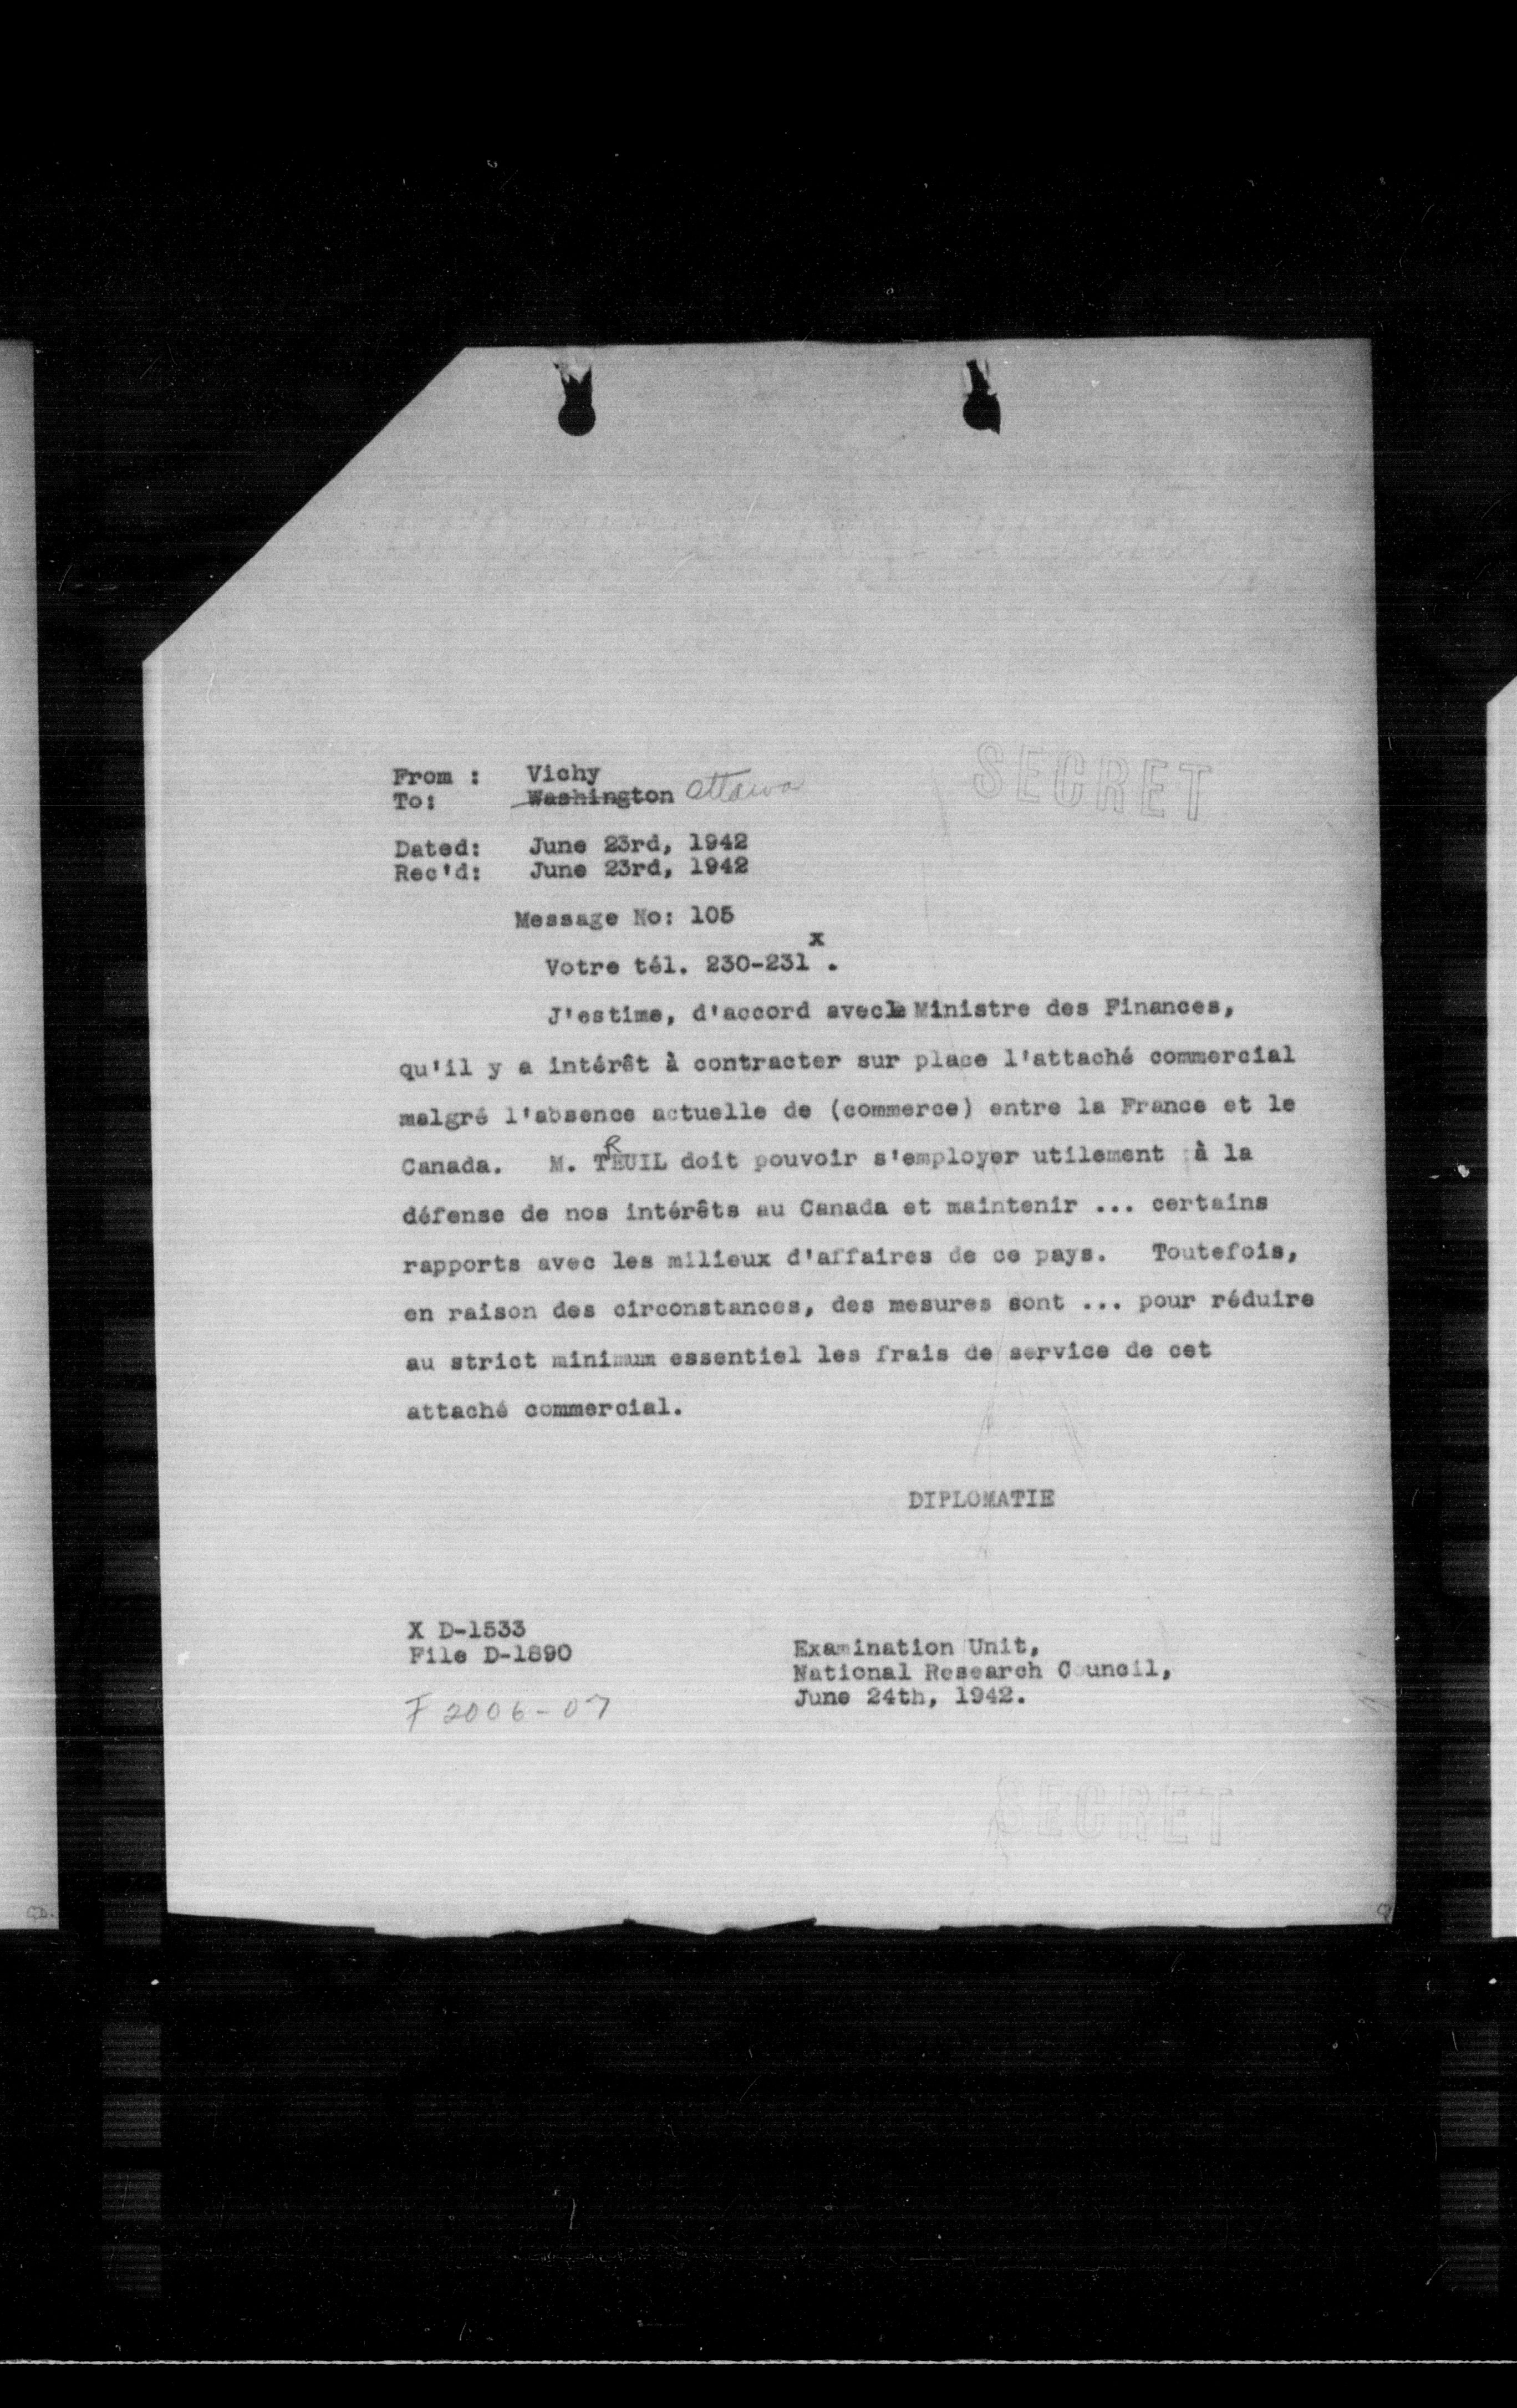 SECRET
From : Vichy
To: Washington Ottawa
Dated: June 23rd, 1942
Rec'd: June 23rd, 1942
Message No: 105
Votre tél. 230-231 x .
J'estime, d'accord avec le Ministre des Finances,
qu'il y a intérêt à contracter sur place l'attaché commercial
malgré l'absence actuelle de (commerce) entre la France et le
Canada. M. TREUIL doit pouvoir s'employer utilement à la
défense de nos intérêts au Canada et maintenir ... certains
rapports avec les milieux d'affaires de ce pays. Toutefois,
en raison des circonstances, des mesures sont ... pour réduire
au strict minimum essentiel les frais de service de cet
attaché commercial.
DIPLOMATIE
X D-1533
File D-1890
F 2006-07
Examination Unit,
National Research Council,
June 24th, 1942.
SECRET